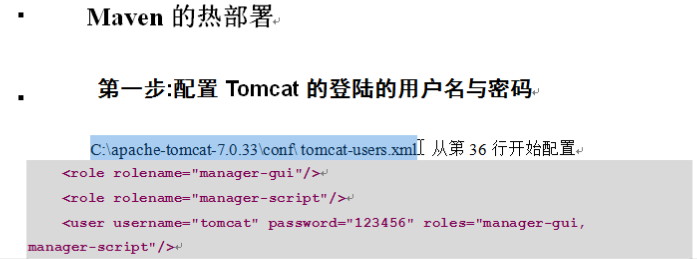 Maven 的热部署
第一步:配置 Tomcat 的登陆的用户名与密码
C:\apache-tomcat-7.0.33\conf\tomcat-users.xml 从第 36 行开始配置
<role rolename="manager-gui"/>
<role rolename="manager-script"/>
<user username="tomcat" password="123456" roles="manager-gui,
manager-script"/>